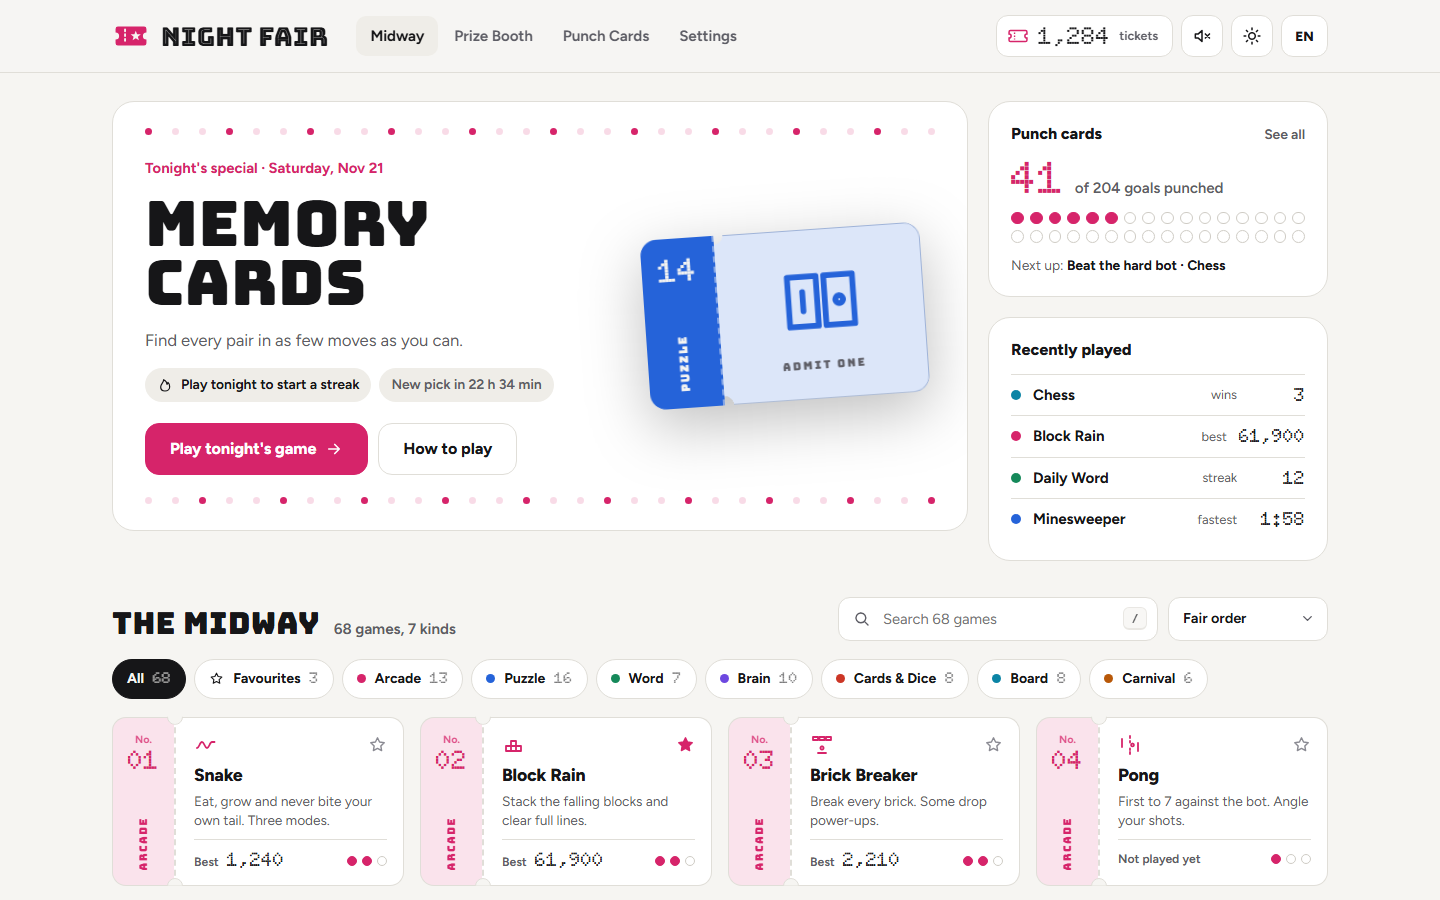 NIGHT FAIR
Midway
Prize Booth
Punch Cards
Settings
1,284 tickets
EN
Tonight's special · Saturday, Nov 21
MEMORY
CARDS
Find every pair in as few moves as you can.
Play tonight to start a streak
New pick in 22 h 34 min
Play tonight's game
How to play
14
PUZZLE
ADMIT ONE
Punch cards
See all
41 of 204 goals punched
Next up: Beat the hard bot · Chess
Recently played
Chess wins 3
Block Rain best 61,900
Daily Word streak 12
Minesweeper fastest 1:58
THE MIDWAY
68 games, 7 kinds
Search 68 games
/
Fair order
All 68
Favourites 3
Arcade 13
Puzzle 16
Word 7
Brain 10
Cards & Dice 8
Board 8
Carnival 6
No.
01
ARCADE
Snake
Eat, grow and never bite your
own tail. Three modes.
Best 1,240
No.
02
ARCADE
Block Rain
Stack the falling blocks and
clear full lines.
Best 61,900
No.
03
ARCADE
Brick Breaker
Break every brick. Some drop
power-ups.
Best 2,210
No.
04
ARCADE
Pong
First to 7 against the bot. Angle
your shots.
Not played yet